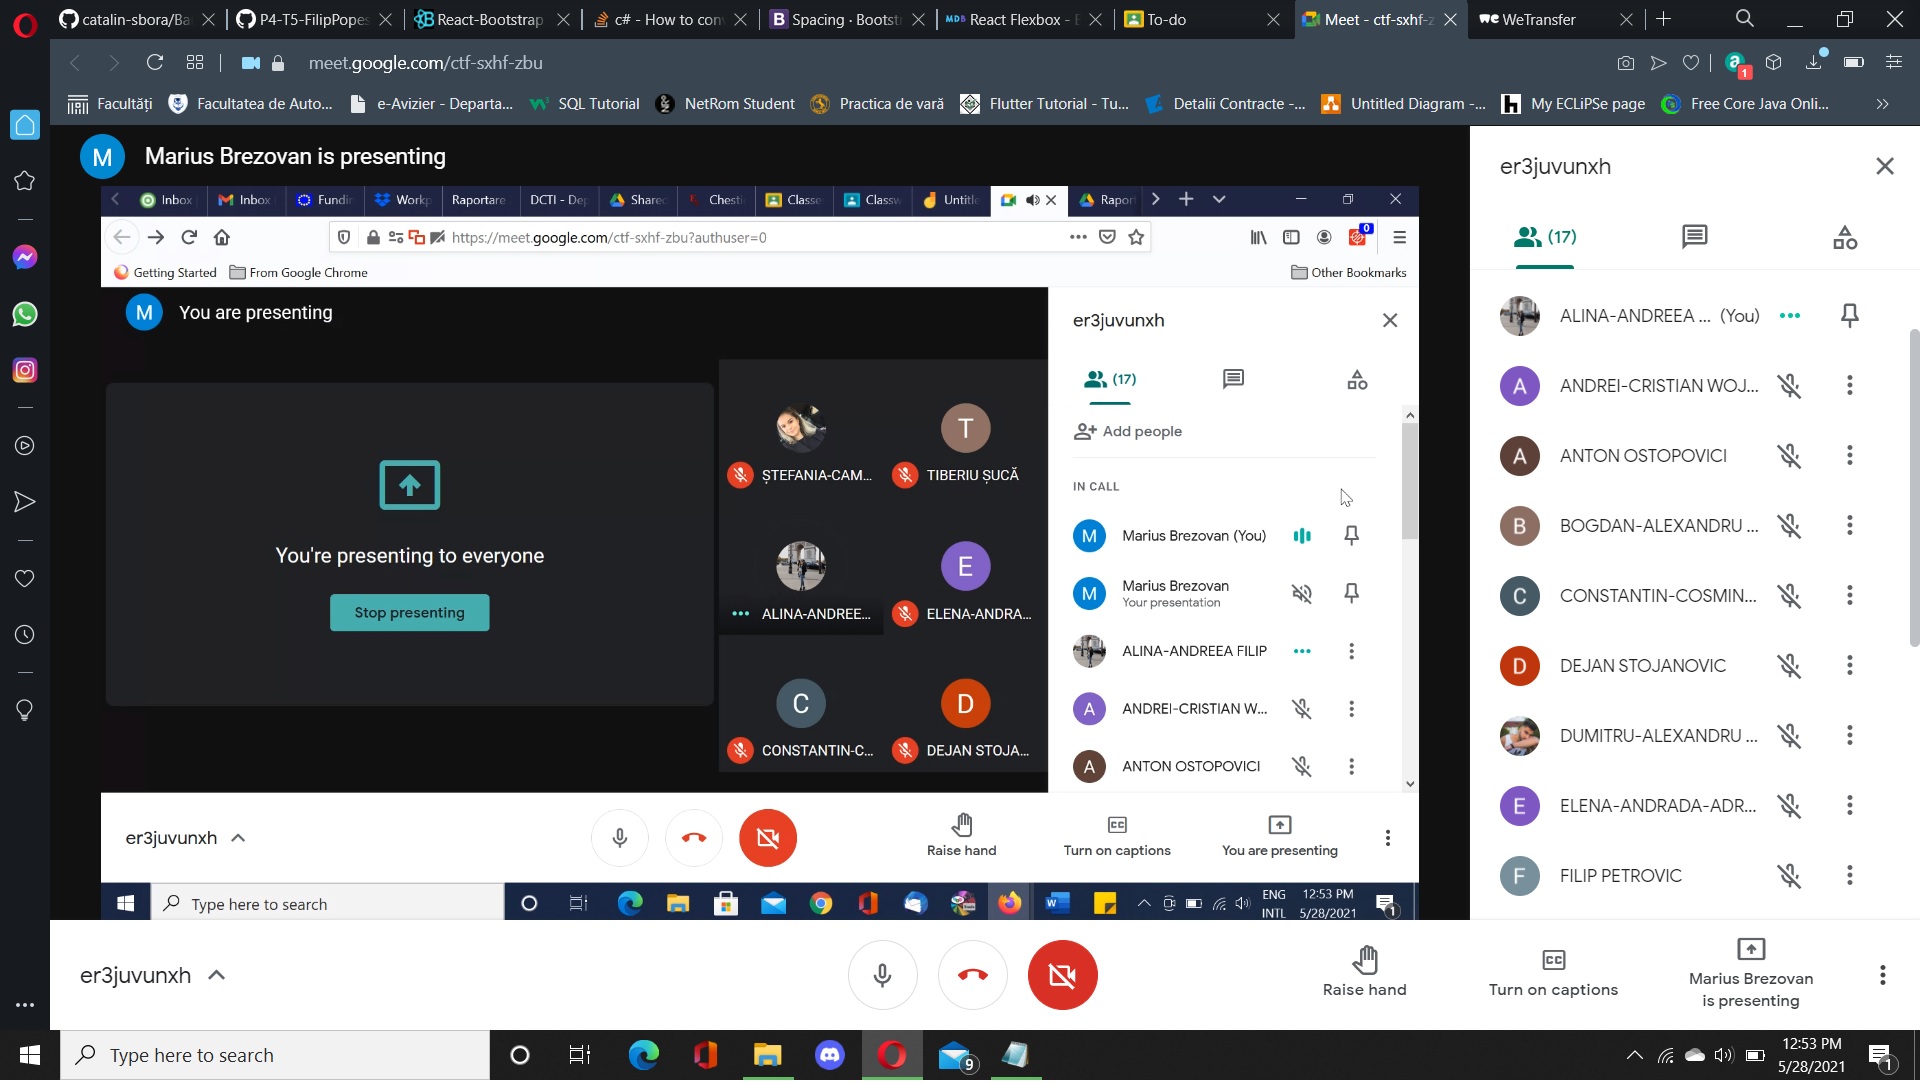 catalin-sbora/Ba
P4-T5-FilipPopes
React-Bootstrap
c# - How to con
Spacing · Bootst
React Flexbox - B
To-do
Meet - ctf-sxhf-z
WeTransfer
meet.google.com/ctf-sxhf-zbu
Facultăți
Facultatea de Auto...
e-Avizier - Departa...
SQL Tutorial
NetRom Student
Practica de vară
Flutter Tutorial - Tu...
Detalii Contracte -...
Untitled Diagram -...
My ECLiPSe page
Free Core Java Onli...
M
Marius Brezovan is presenting
Inbox
Inbox
Fundin
Workp
Raportare
DCTI - Dep
Shared
Chesti
Classe
Classw
Untitle
Rapor
https://meet.google.com/ctf-sxhf-zbu?authuser=0
Getting Started
From Google Chrome
Other Bookmarks
M
You are presenting
You're presenting to everyone
Stop presenting
ȘTEFANIA-CAM...
T
TIBERIU ȘUCĂ
ALINA-ANDREE...
E
ELENA-ANDRA...
C
CONSTANTIN-C...
D
DEJAN STOJA...
er3juvunxh
(17)
Add people
IN CALL
M
Marius Brezovan (You)
M
Marius Brezovan
Your presentation
ALINA-ANDREEA FILIP
A
ANDREI-CRISTIAN W...
A
ANTON OSTOPOVICI
er3juvunxh
Raise hand
Turn on captions
You are presenting
Type here to search
ENG
INTL
12:53 PM
5/28/2021
1
er3juvunxh
(17)
ALINA-ANDREEA ... (You)
A
ANDREI-CRISTIAN WOJ...
A
ANTON OSTOPOVICI
B
BOGDAN-ALEXANDRU ...
C
CONSTANTIN-COSMIN...
D
DEJAN STOJANOVIC
DUMITRU-ALEXANDRU ...
E
ELENA-ANDRADA-ADR...
F
FILIP PETROVIC
er3juvunxh
Raise hand
Turn on captions
Marius Brezovan
is presenting
Type here to search
9
12:53 PM
5/28/2021
1